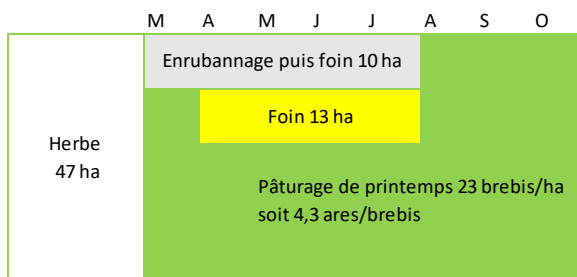 M A M J J A S O
Enrubannage puis foin 10 ha
Foin 13 ha
Herbe
47 ha
Pâturage de printemps 23 brebis/ha
soit 4,3 ares/brebis